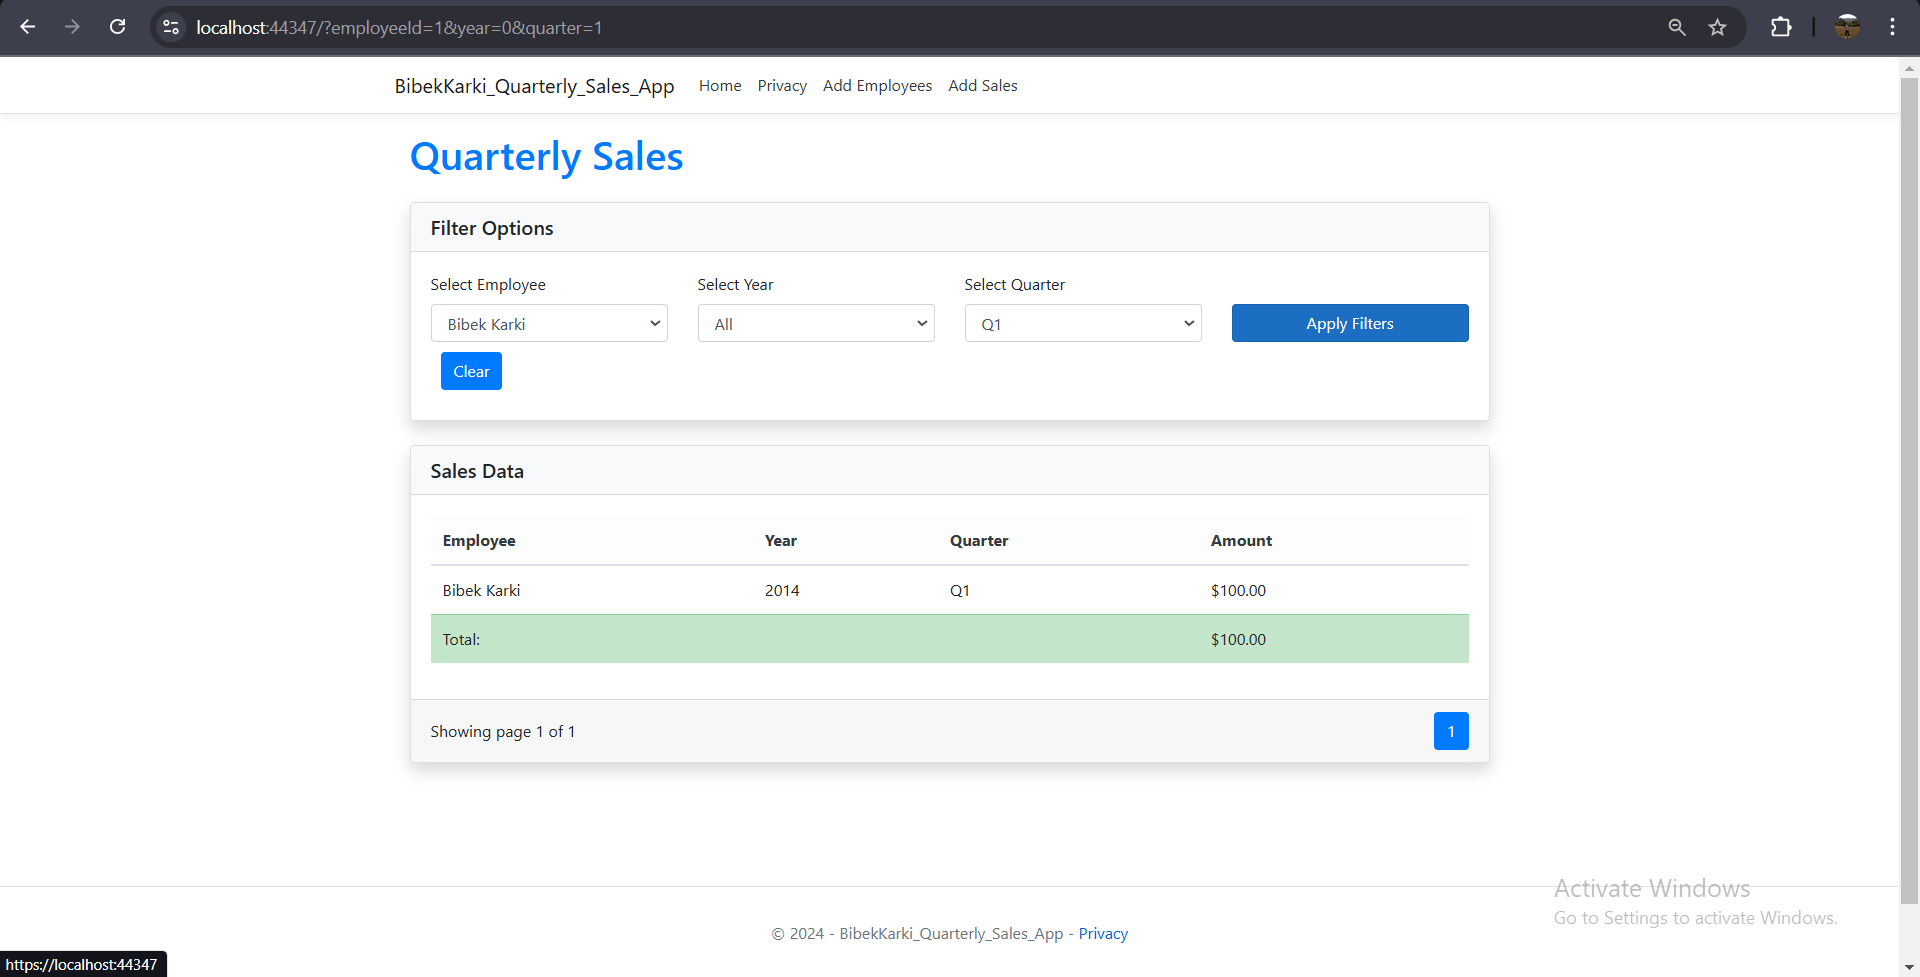 localhost:44347/?employeeId=1&year=0&quarter=1
BibekKarki_Quarterly_Sales_App Home Privacy Add Employees Add Sales
Quarterly Sales
Filter Options
Select Employee Select Year Select Quarter
Bibek Karki All Q1 Apply Filters
Clear
Sales Data
Employee Year Quarter Amount
Bibek Karki 2014 Q1 $100.00
Total: $100.00
Showing page 1 of 1 1
Activate Windows
Go to Settings to activate Windows.
© 2024 - BibekKarki_Quarterly_Sales_App - Privacy
https://localhost:44347